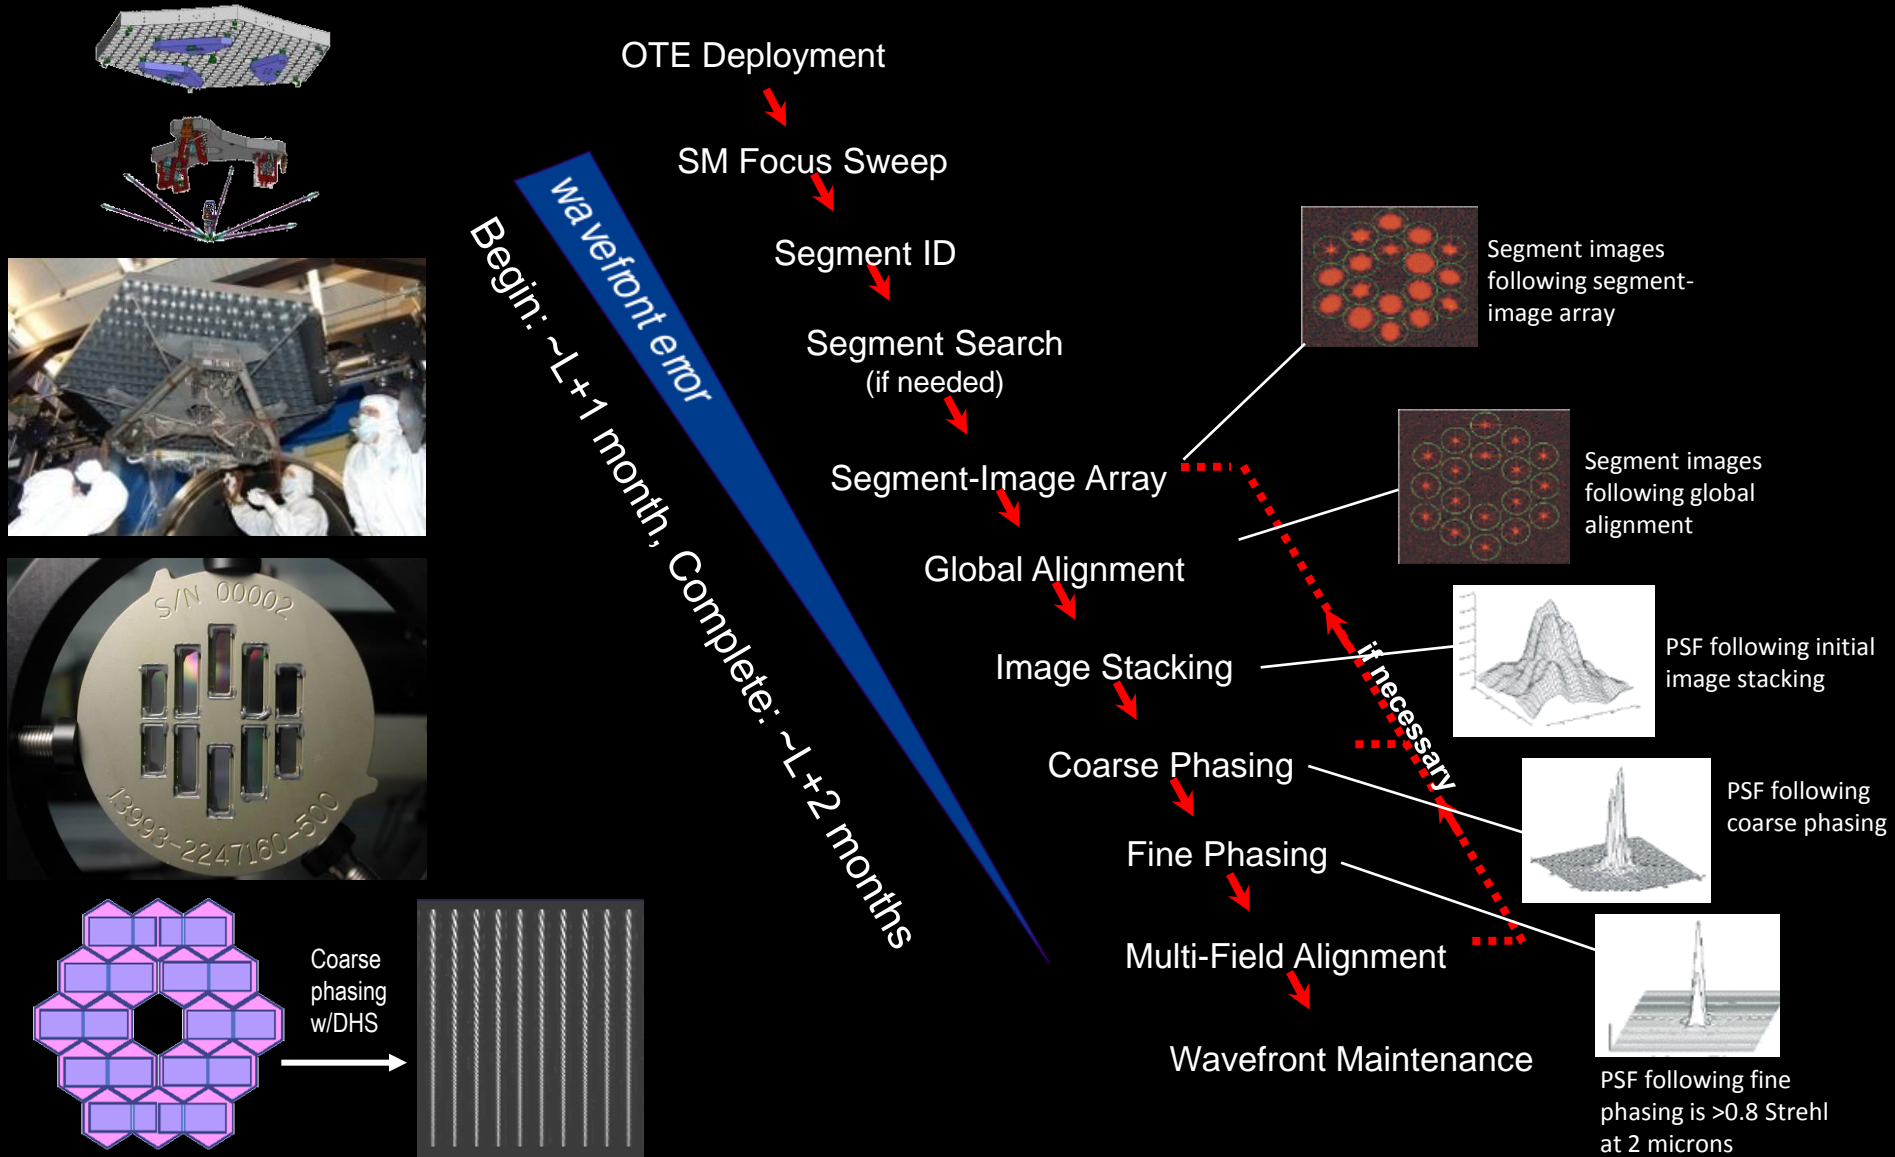 OTE Deployment
SM Focus Sweep
Segment ID
Segment Search
(if needed)
Segment-Image Array
Global Alignment
Image Stacking
Coarse Phasing
Fine Phasing
Multi-Field Alignment
Wavefront Maintenance
wavefront error
Begin: ~L+1 month, Complete: ~L+2 months
if necessary
Segment images
following segment-
image array
Segment images
following global
alignment
PSF following initial
image stacking
PSF following
coarse phasing
PSF following fine
phasing is >0.8 Strehl
at 2 microns
S/N 00002
13993-2247160-500
Coarse
phasing
w/DHS